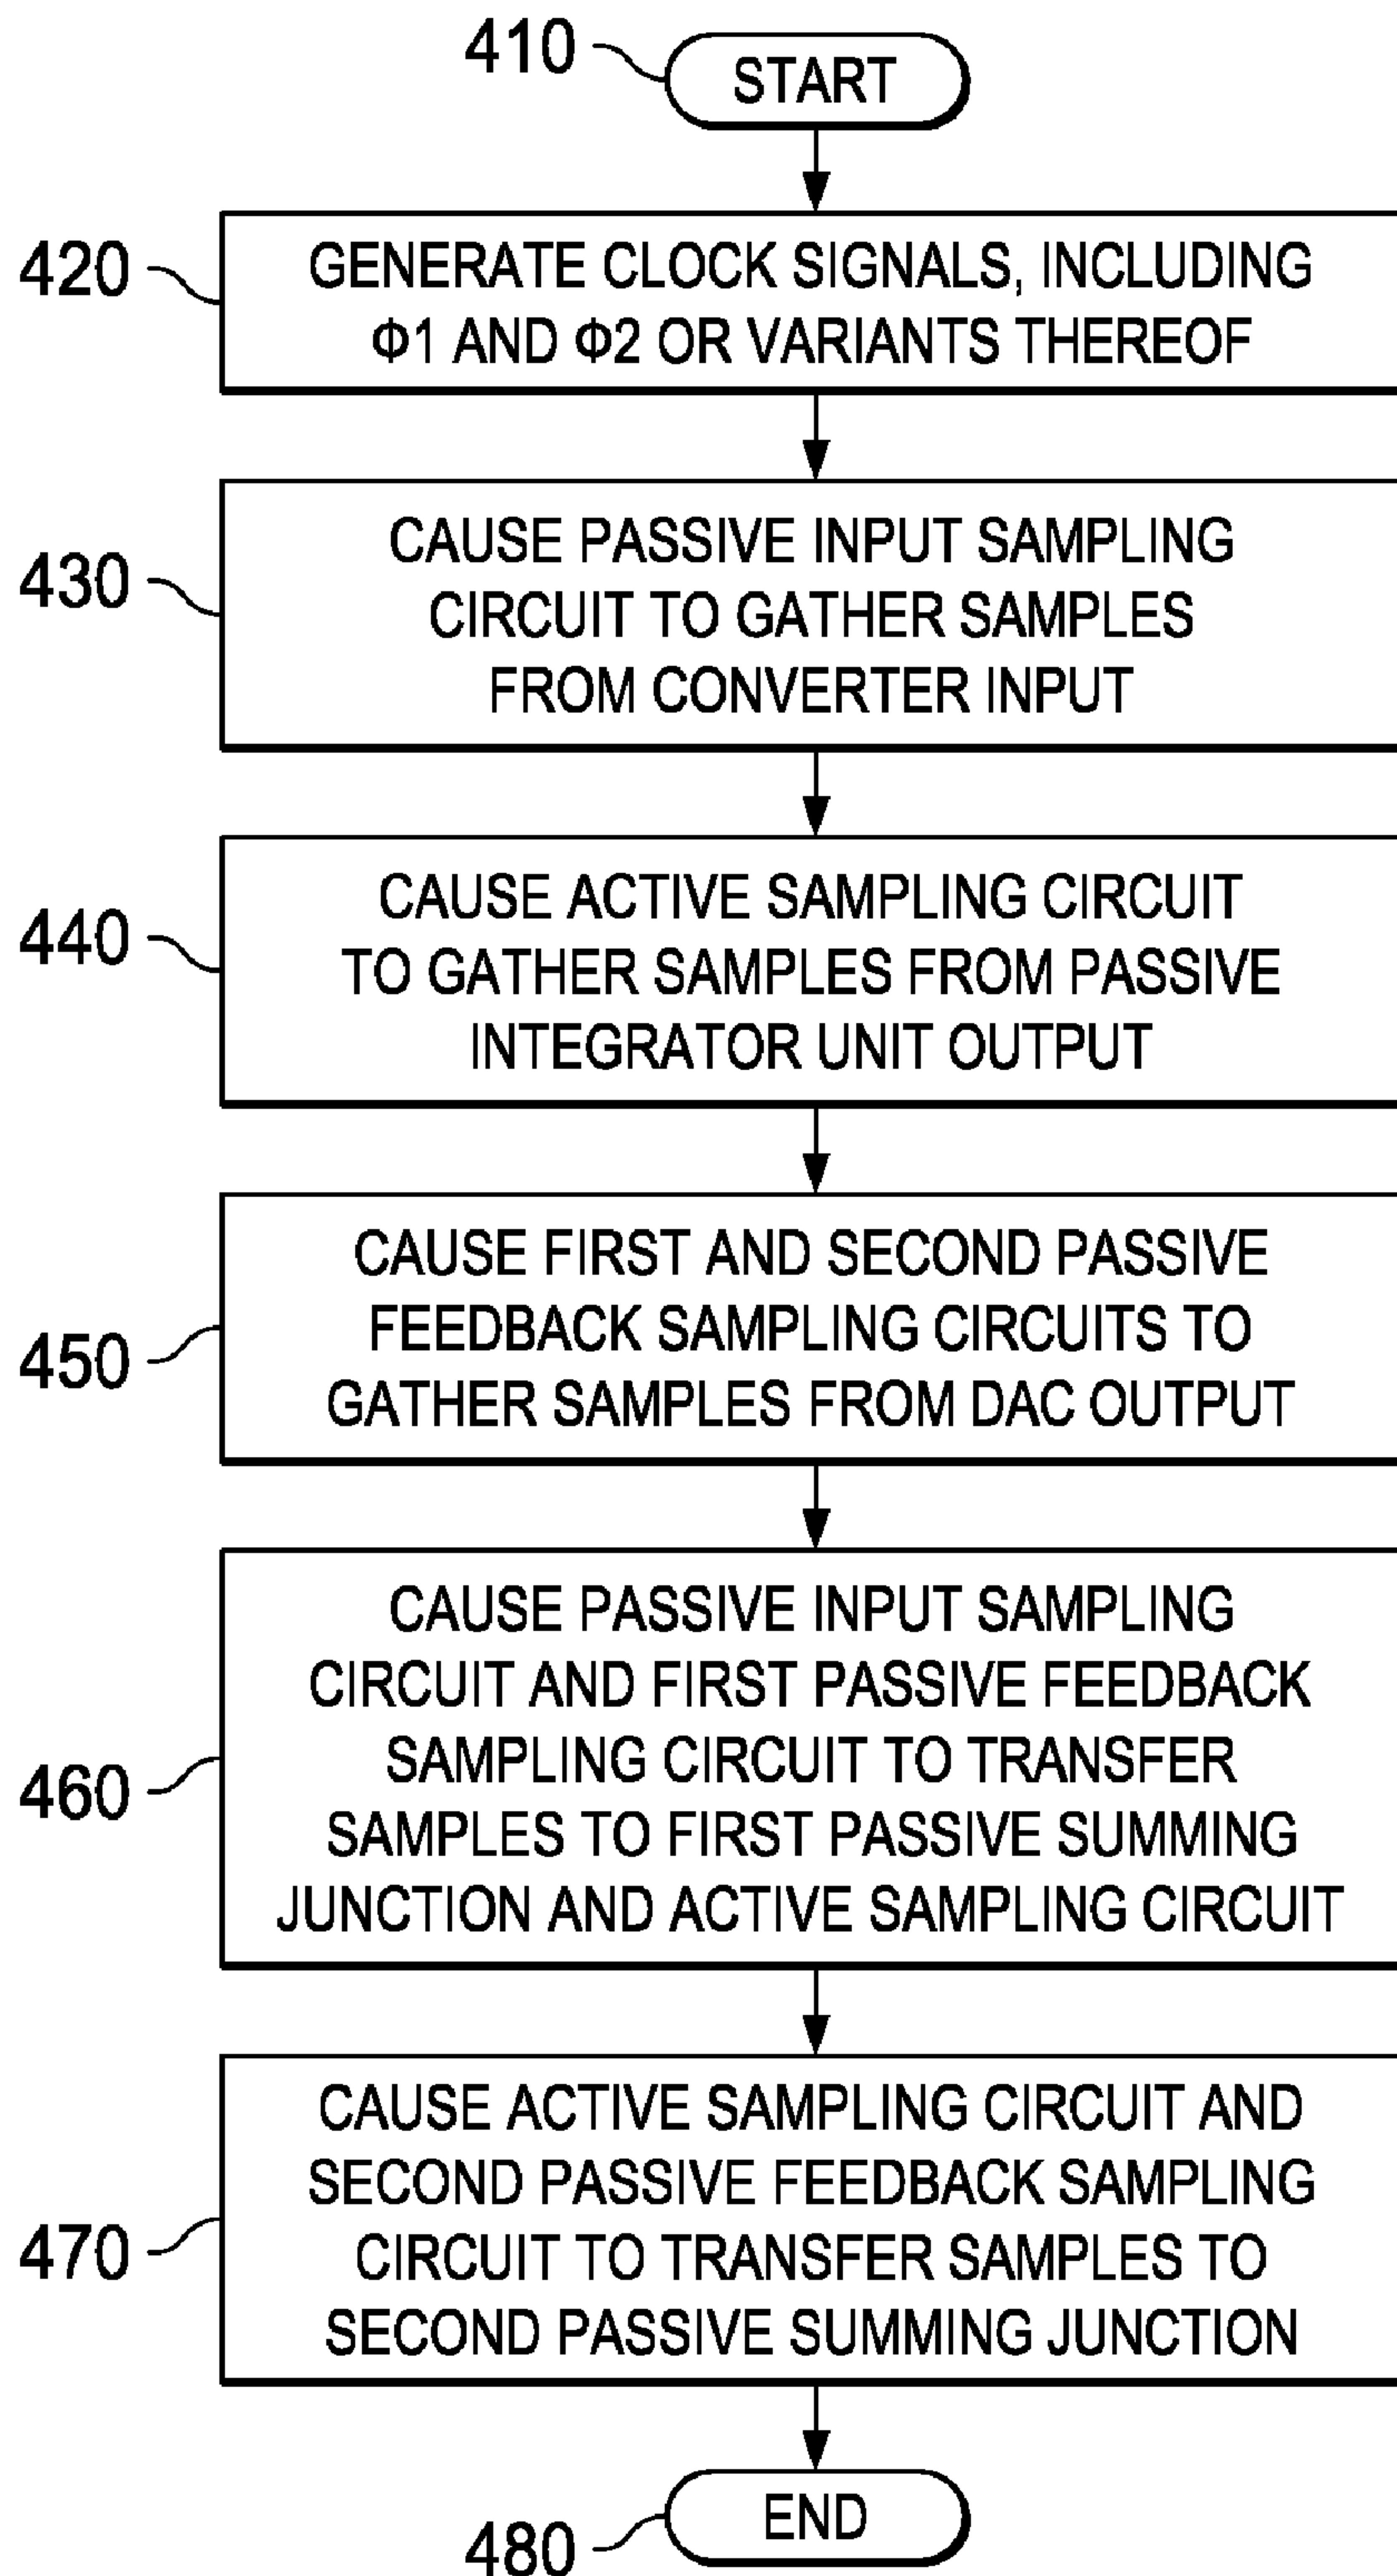 410
START
420
GENERATE CLOCK SIGNALS, INCLUDING
Φ1 AND Φ2 OR VARIANTS THEREOF
430
CAUSE PASSIVE INPUT SAMPLING
CIRCUIT TO GATHER SAMPLES
FROM CONVERTER INPUT
440
CAUSE ACTIVE SAMPLING CIRCUIT
TO GATHER SAMPLES FROM PASSIVE
INTEGRATOR UNIT OUTPUT
450
CAUSE FIRST AND SECOND PASSIVE
FEEDBACK SAMPLING CIRCUITS TO
GATHER SAMPLES FROM DAC OUTPUT
460
CAUSE PASSIVE INPUT SAMPLING
CIRCUIT AND FIRST PASSIVE FEEDBACK
SAMPLING CIRCUIT TO TRANSFER
SAMPLES TO FIRST PASSIVE SUMMING
JUNCTION AND ACTIVE SAMPLING CIRCUIT
470
CAUSE ACTIVE SAMPLING CIRCUIT AND
SECOND PASSIVE FEEDBACK SAMPLING
CIRCUIT TO TRANSFER SAMPLES TO
SECOND PASSIVE SUMMING JUNCTION
480
END